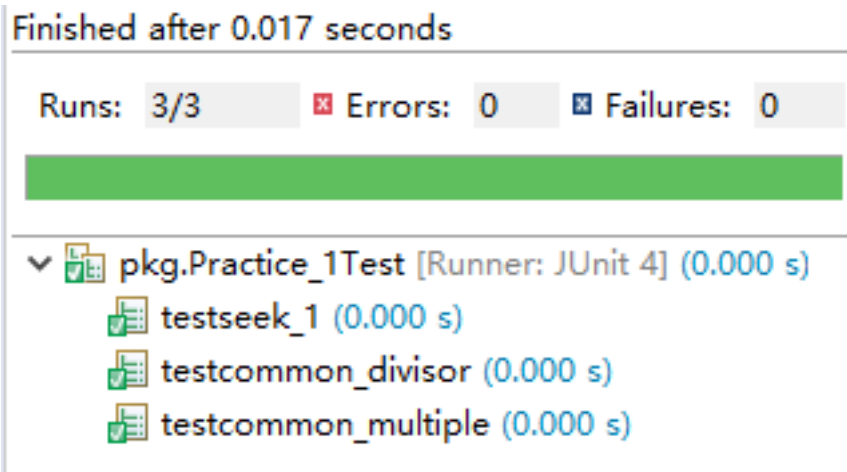 Finished after 0.017 seconds
Runs: 3/3 Errors: 0 Failures: 0
pkg.Practice_1Test [Runner: JUnit 4] (0.000 s)
testseek_1 (0.000 s)
testcommon_divisor (0.000 s)
testcommon_multiple (0.000 s)